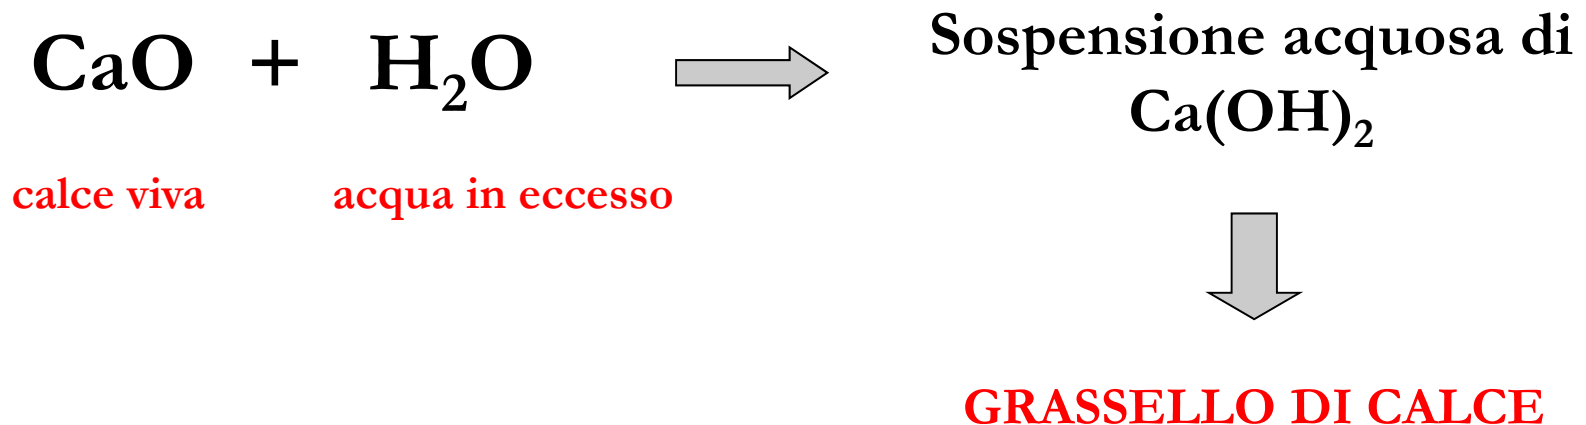 CaO + H₂O
Sospensione acquosa di
Ca(OH)₂
calce viva
acqua in eccesso
GRASSELLO DI CALCE